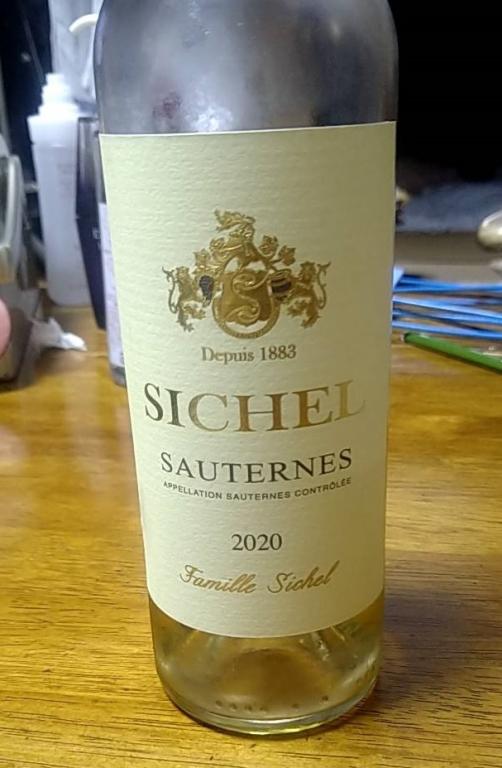 Depuis 1883
SICHEL
SAUTERNES
APPELLATION SAUTERNES CONTRÔLÉE
2020
Famille Sichel